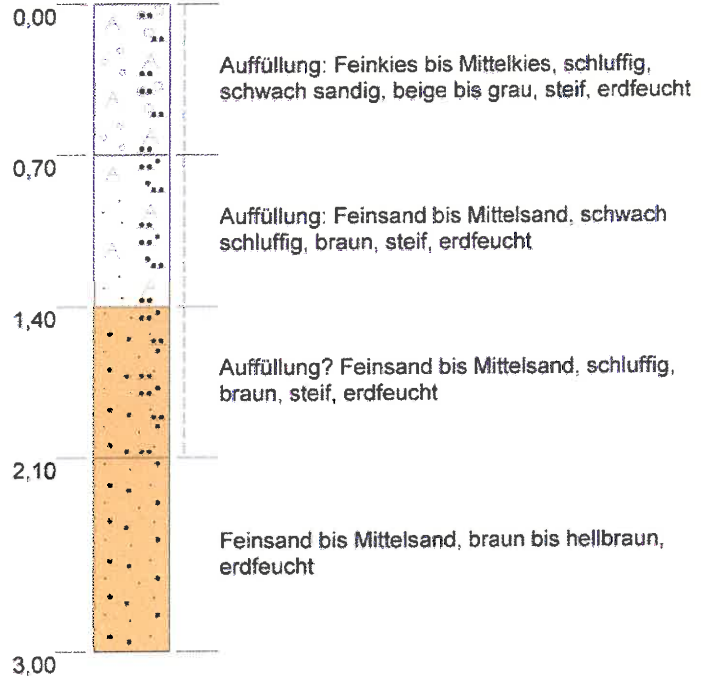 0,00
Auffüllung: Feinkies bis Mittelkies, schluffig,
schwach sandig, beige bis grau, steif, erdfeucht
0,70
Auffüllung: Feinsand bis Mittelsand, schwach
schluffig, braun, steif, erdfeucht
1,40
Auffüllung? Feinsand bis Mittelsand, schluffig,
braun, steif, erdfeucht
2,10
Feinsand bis Mittelsand, braun bis hellbraun,
erdfeucht
3,00